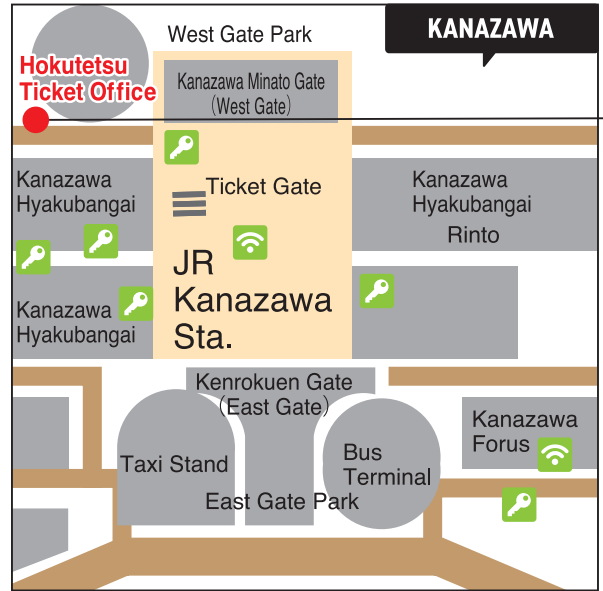 KANAZAWA
West Gate Park
Hokutetsu
Ticket Office
Kanazawa Minato Gate
(West Gate)
Kanazawa
Hyakubangai
Ticket Gate
Kanazawa
Hyakubangai
Rinto
JR
Kanazawa
Sta.
Kanazawa
Hyakubangai
Kenrokuen Gate
(East Gate)
Taxi Stand
Bus
Terminal
Kanazawa
Forus
East Gate Park